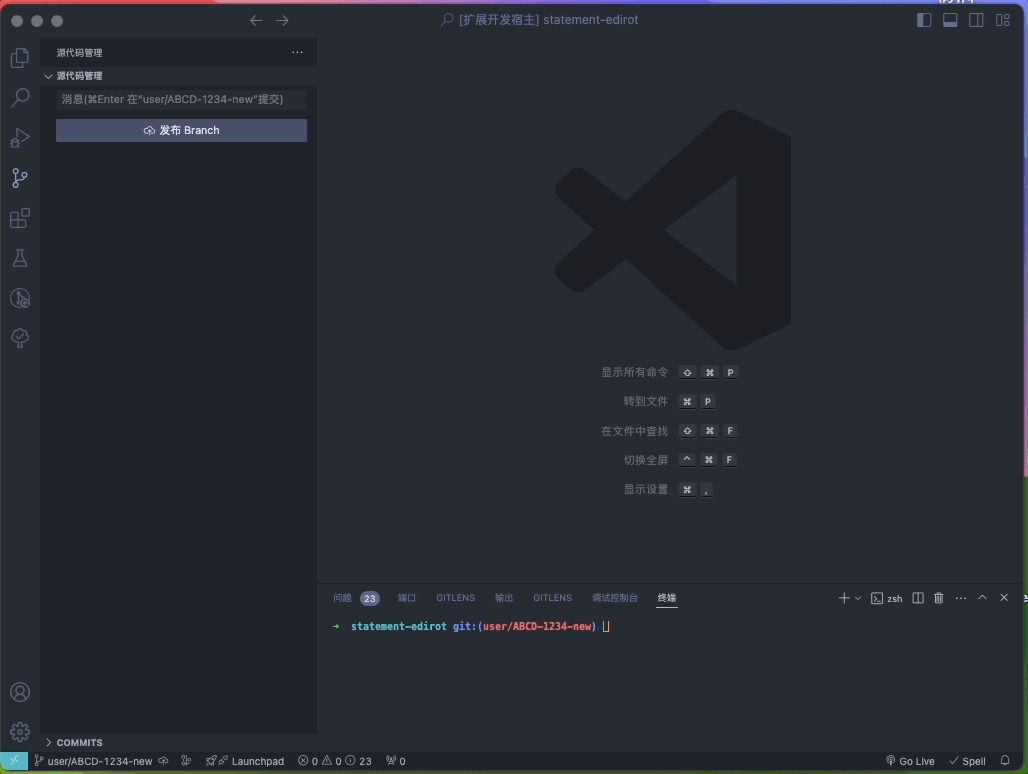 [扩展开发宿主] statement-edirot
源代码管理
源代码管理
消息(⌘Enter 在“user/ABCD-1234-new”提交)
发布 Branch
显示所有命令 ⇧ ⌘ P
转到文件 ⌘ P
在文件中查找 ⇧ ⌘ F
切换全屏 ^ ⌘ F
显示设置 ⌘ ,
问题 23 端口 GITLENS 输出 GITLENS 调试控制台 终端 zsh
→ statement-edirot git:(user/ABCD-1234-new)
COMMITS
user/ABCD-1234-new Launchpad 0 0 23 0 Go Live Spell